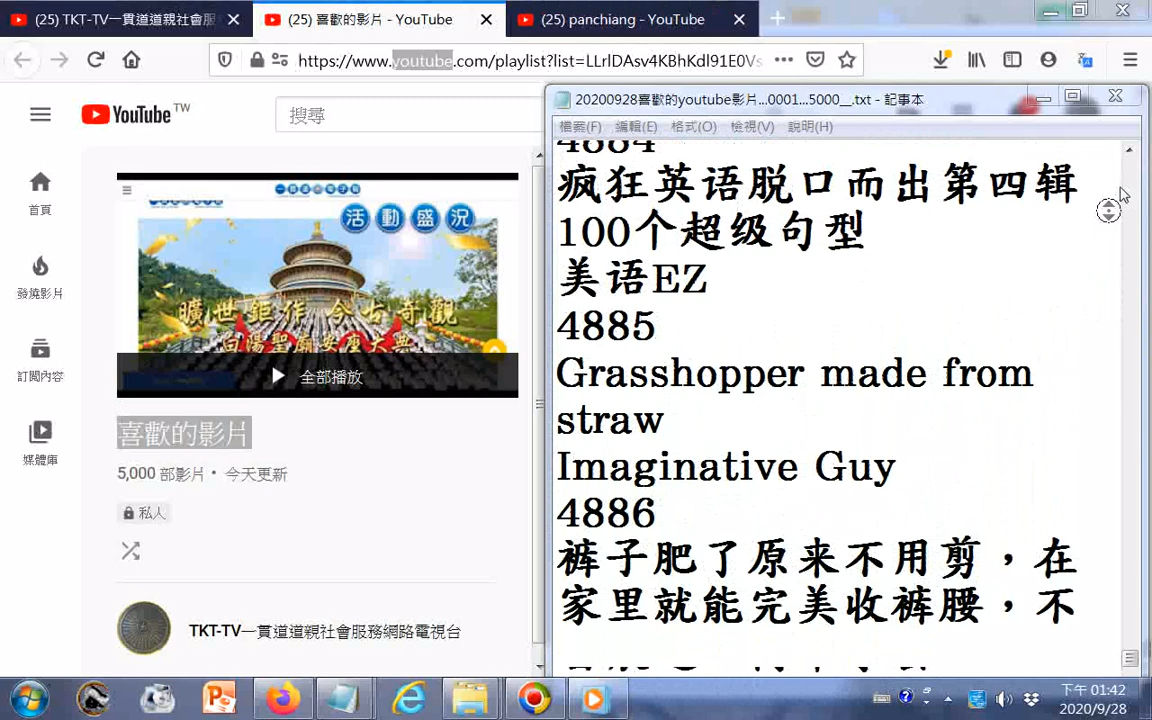 (25) TKT-TV一貫道道親社會服
(25) 喜歡的影片 - YouTube
(25) panchiang - YouTube
https://www.youtube.com/playlist?list=LLrlDAsv4KBhKdl91E0Vs
YouTube TW
搜尋
首頁
發燒影片
訂閱內容
媒體庫
活動盛況
曠世鉅作 今古奇觀
白陽聖廟安座大典
全部播放
喜歡的影片
5,000 部影片・今天更新
私人
TKT-TV一貫道道親社會服務網路電視台
20200928喜歡的youtube影片...0001...5000__.txt - 記事本
檔案(F) 編輯(E) 格式(O) 檢視(V) 說明(H)
4884
疯狂英语脱口而出第四辑
100个超级句型
美语EZ
4885
Grasshopper made from
straw
Imaginative Guy
4886
裤子肥了原来不用剪，在
家里就能完美收裤腰，不
下午 01:42
2020/9/28